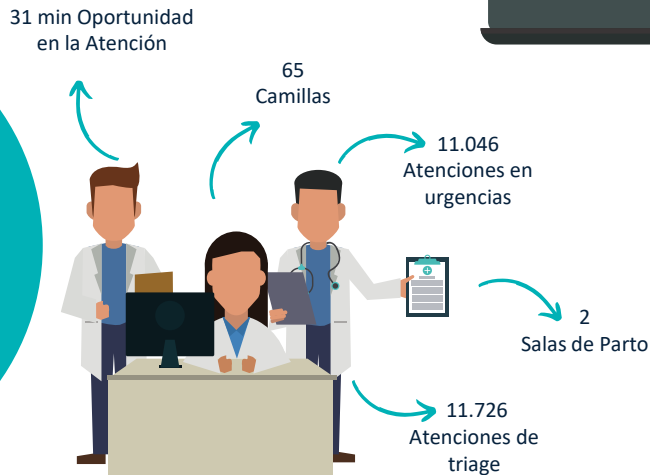 31 min Oportunidad
en la Atención
65
Camillas
11.046
Atenciones en
urgencias
2
Salas de Parto
11.726
Atenciones de
triage